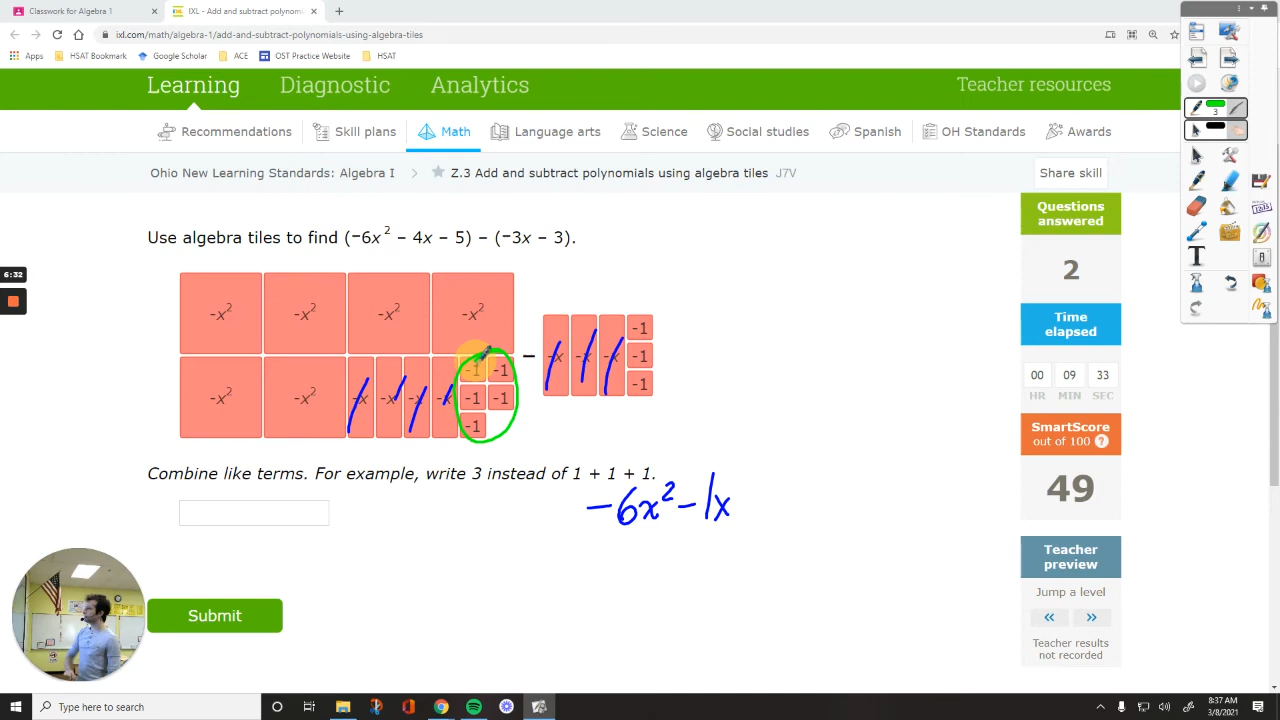 Classwork for Algebra 1 × IXL - Add and subtract polynom × +
ixl.com/math/algebra-1/add-and-subtract-polynomials-using-algebra-tiles
Apps HSAT Bookmark Google Scholar ACE OST Practice Website HSAT
Learning Diagnostic Analytics Teacher resources
Recommendations Skill plans Math Language arts Science Social studies Spanish OH Standards Awards
Ohio New Learning Standards: Algebra I > Z.3 Add and subtract polynomials using algebra tiles J7V Share skill
Use algebra tiles to find (−6x² − 4x − 5) − (−3x − 3).
-x² -x² -x² -x²
-x² -x² -x -x -x -x
-1 -1
-1 -1
-1
− -x -x -x
-1
-1
-1
Combine like terms. For example, write 3 instead of 1 + 1 + 1.
-6x² - 1x
Submit
Questions answered
2
Time elapsed
00 09 33
HR MIN SEC
SmartScore
out of 100 ?
49
Teacher preview
Jump a level
<< >>
Teacher results not recorded
6:32
3
T
Type here to search
8:37 AM
3/8/2021